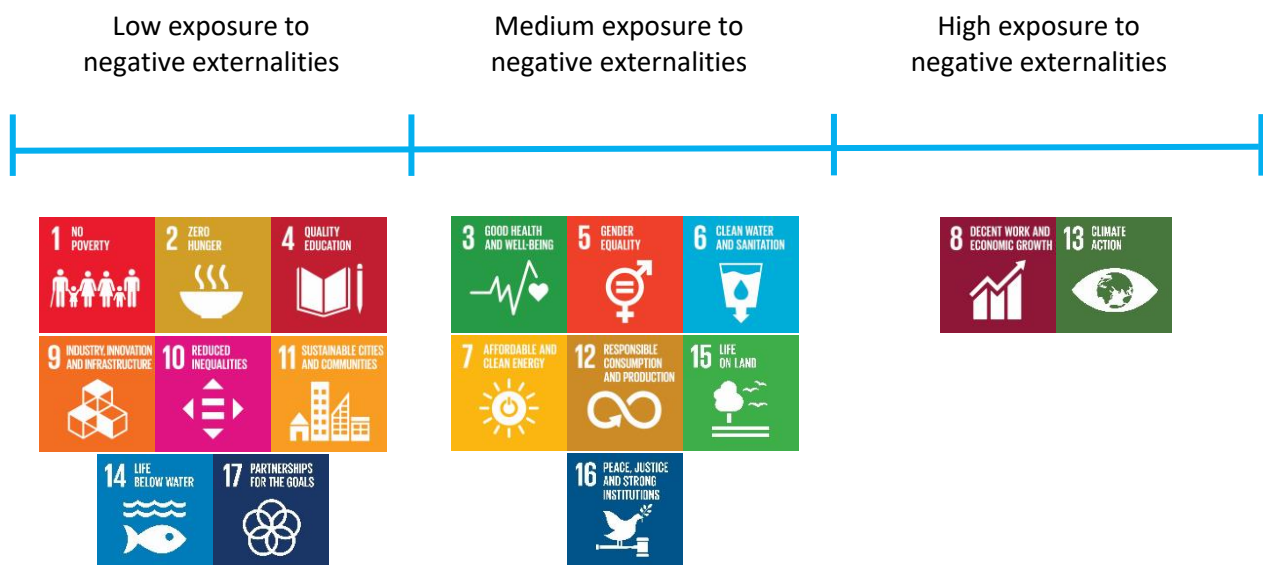 Low exposure to
negative externalities
Medium exposure to
negative externalities
High exposure to
negative externalities
1 NO
POVERTY
2 ZERO
HUNGER
4 QUALITY
EDUCATION
3 GOOD HEALTH
AND WELL-BEING
5 GENDER
EQUALITY
6 CLEAN WATER
AND SANITATION
8 DECENT WORK AND
ECONOMIC GROWTH
13 CLIMATE
ACTION
9 INDUSTRY, INNOVATION
AND INFRASTRUCTURE
10 REDUCED
INEQUALITIES
11 SUSTAINABLE CITIES
AND COMMUNITIES
7 AFFORDABLE AND
CLEAN ENERGY
12 RESPONSIBLE
CONSUMPTION
AND PRODUCTION
15 LIFE
ON LAND
14 LIFE
BELOW WATER
17 PARTNERSHIPS
FOR THE GOALS
16 PEACE, JUSTICE
AND STRONG
INSTITUTIONS